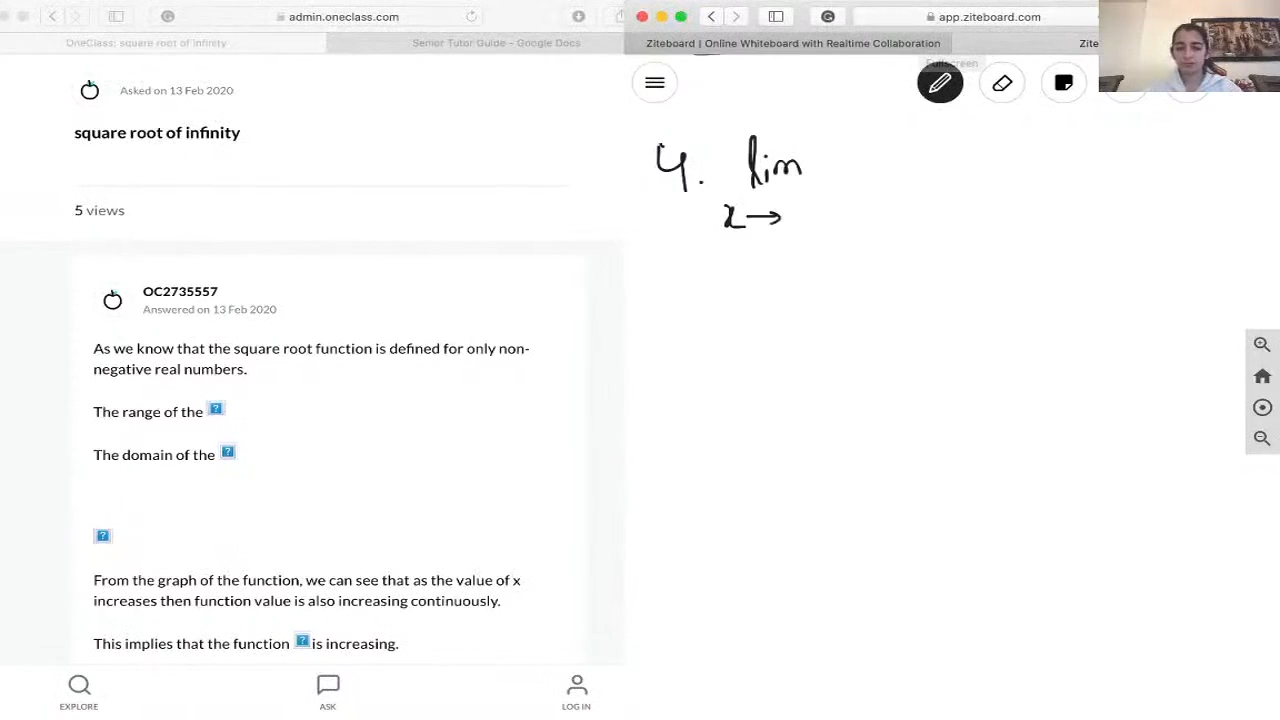 admin.oneclass.com
OneClass: square root of infinity
Senior Tutor Guide – Google Docs
Asked on 13 Feb 2020
square root of infinity
5 views
OC2735557
Answered on 13 Feb 2020
As we know that the square root function is defined for only non-
negative real numbers.
The range of the
The domain of the
From the graph of the function, we can see that as the value of x
increases then function value is also increasing continuously.
This implies that the function is increasing.
EXPLORE
ASK
LOG IN
app.ziteboard.com
Ziteboard | Online Whiteboard with Realtime Collaboration
Zite
Fullscreen
4. lim
x→